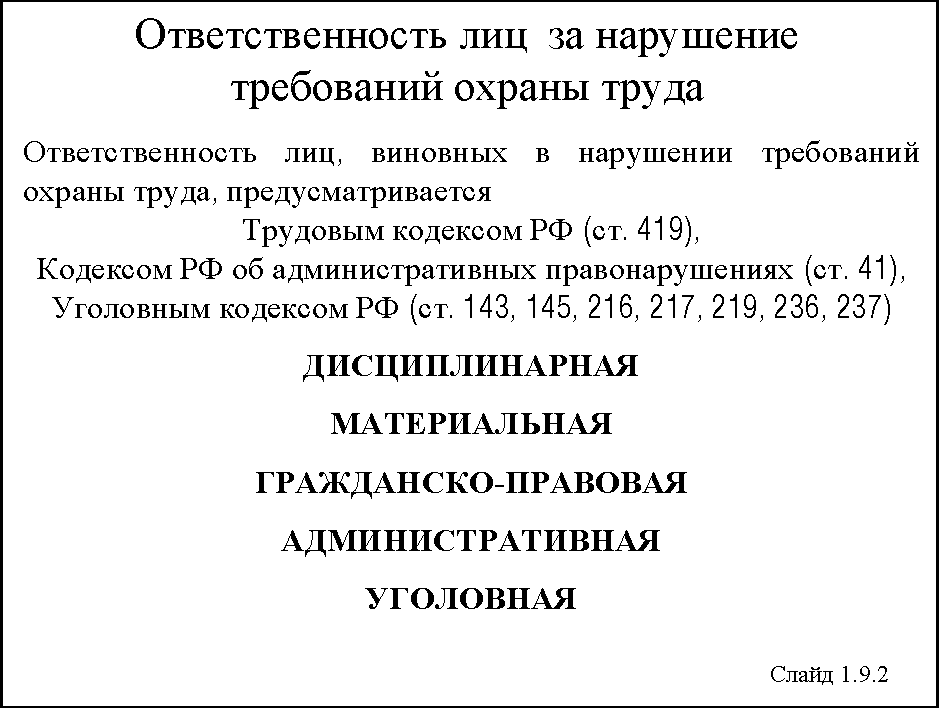 Ответственность лиц за нарушение
требований охраны труда
Ответственность лиц, виновных в нарушении требований
охраны труда, предусматривается
Трудовым кодексом РФ (ст. 419),
Кодексом РФ об административных правонарушениях (ст. 41),
Уголовным кодексом РФ (ст. 143, 145, 216, 217, 219, 236, 237)
ДИСЦИПЛИНАРНАЯ
МАТЕРИАЛЬНАЯ
ГРАЖДАНСКО-ПРАВОВАЯ
АДМИНИСТРАТИВНАЯ
УГОЛОВНАЯ
Слайд 1.9.2